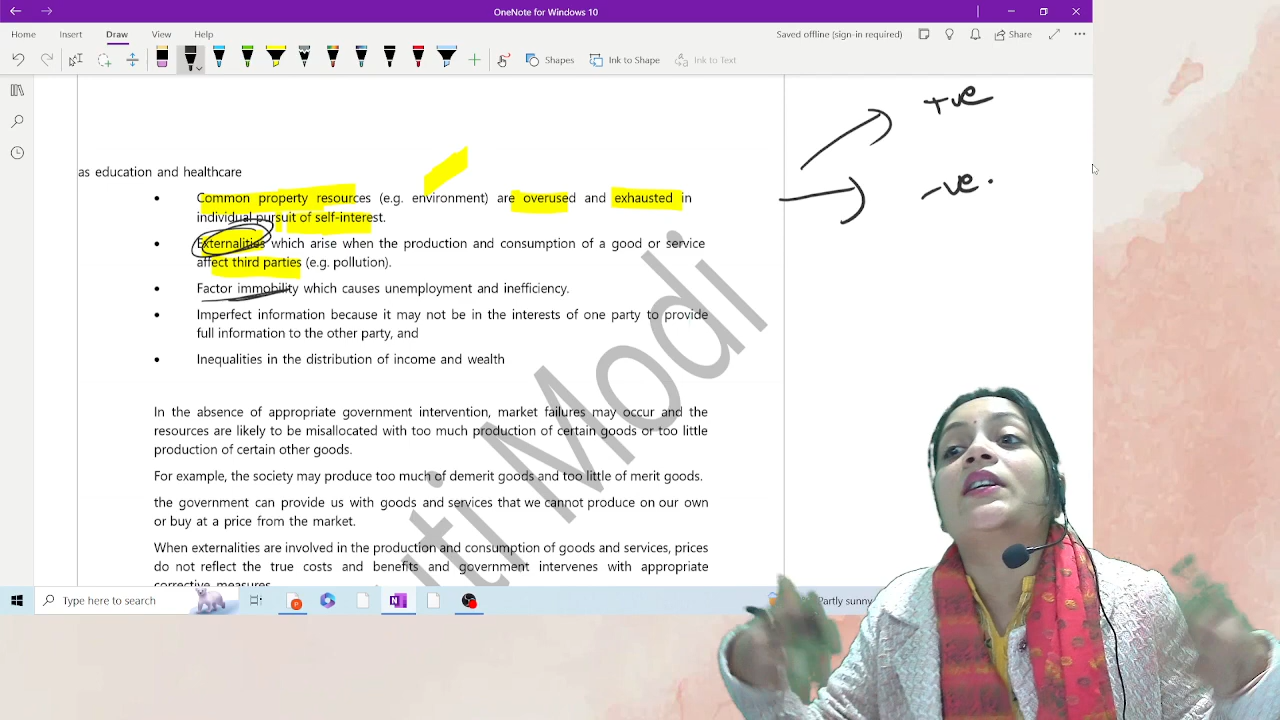 OneNote for Windows 10
Home Insert Draw View Help Saved offline (sign-in required) Share
Shapes Ink to Shape Ink to Text
+ve
as education and healthcare
-ve.
• Common property resources (e.g. environment) are overused and exhausted in
individual pursuit of self-interest.
• Externalities which arise when the production and consumption of a good or service
affect third parties (e.g. pollution).
• Factor immobility which causes unemployment and inefficiency.
• Imperfect information because it may not be in the interests of one party to provide
full information to the other party, and
• Inequalities in the distribution of income and wealth
In the absence of appropriate government intervention, market failures may occur and the
resources are likely to be misallocated with too much production of certain goods or too little
production of certain other goods.
For example, the society may produce too much of demerit goods and too little of merit goods.
the government can provide us with goods and services that we cannot produce on our own
or buy at a price from the market.
When externalities are involved in the production and consumption of goods and services, prices
do not reflect the true costs and benefits and government intervenes with appropriate
corrective measures
uti Modi
Type here to search Partly sunny